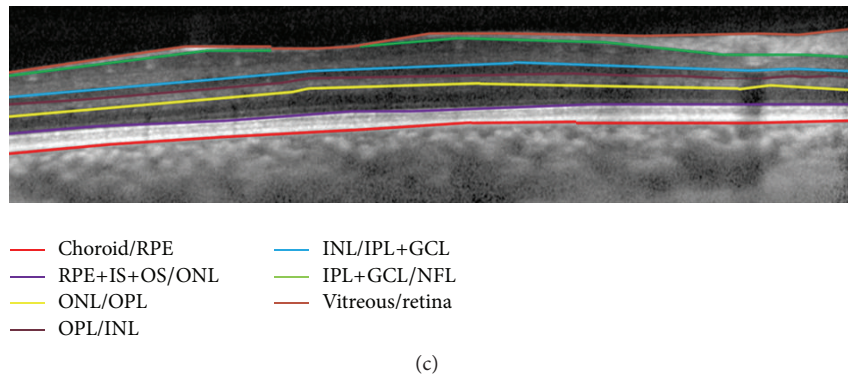 Choroid/RPE
RPE+IS+OS/ONL
ONL/OPL
OPL/INL
INL/IPL+GCL
IPL+GCL/NFL
Vitreous/retina
(c)